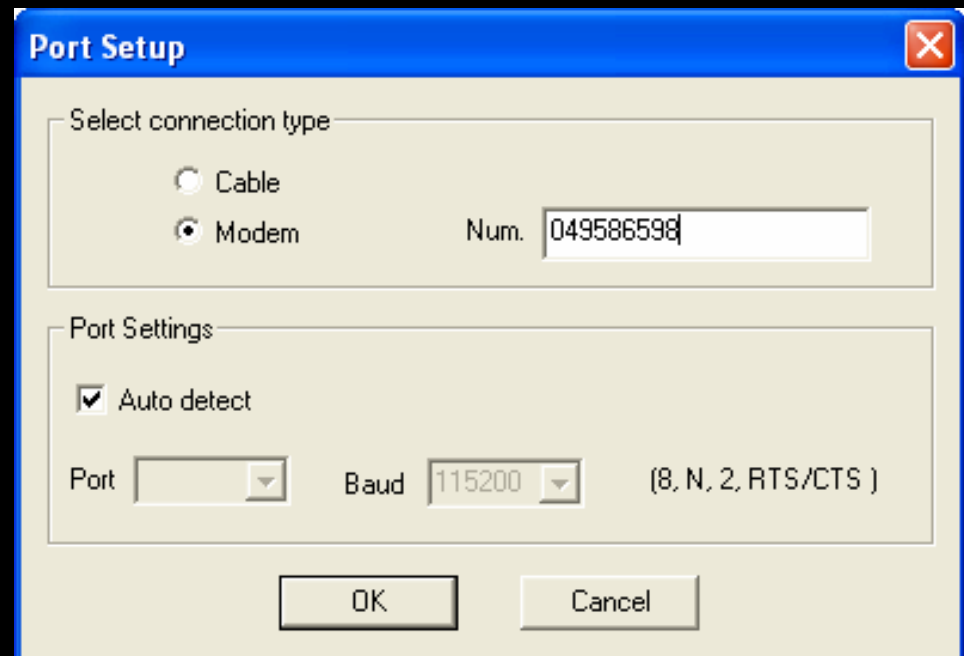 Port Setup
Select connection type
Cable
Modem Num. 049586598
Port Settings
Auto detect
Port Baud 115200 (8, N, 2, RTS/CTS )
OK Cancel